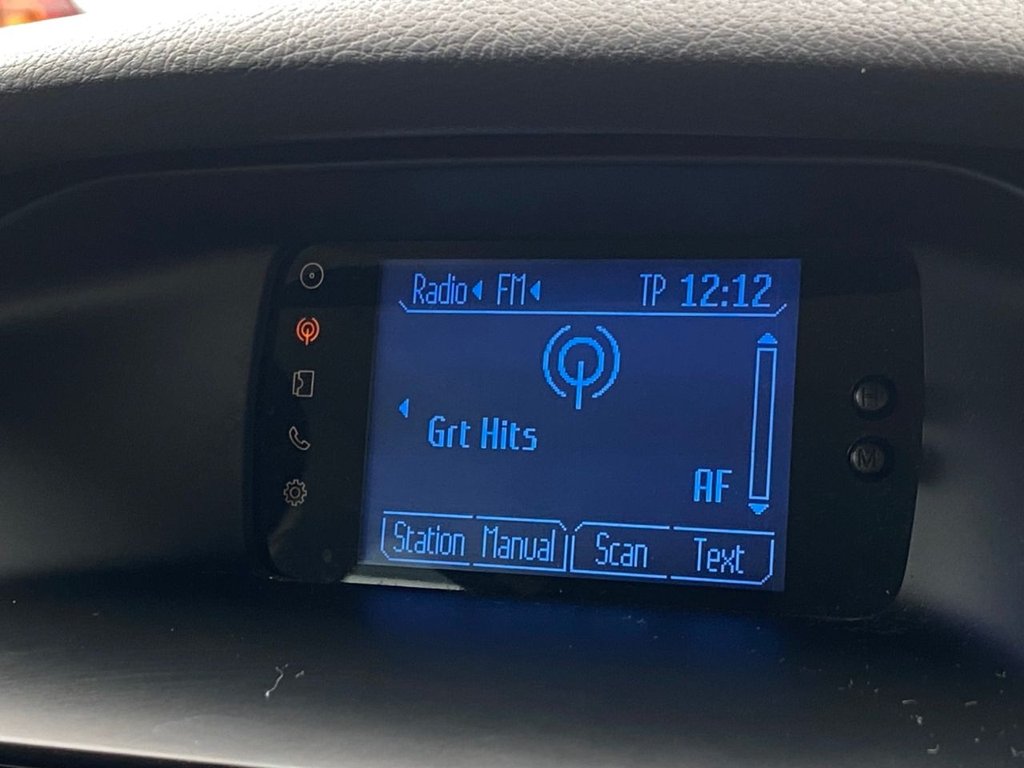 Radio FM TP 12:12
Grt Hits
AF
Station Manual Scan Text
H
M